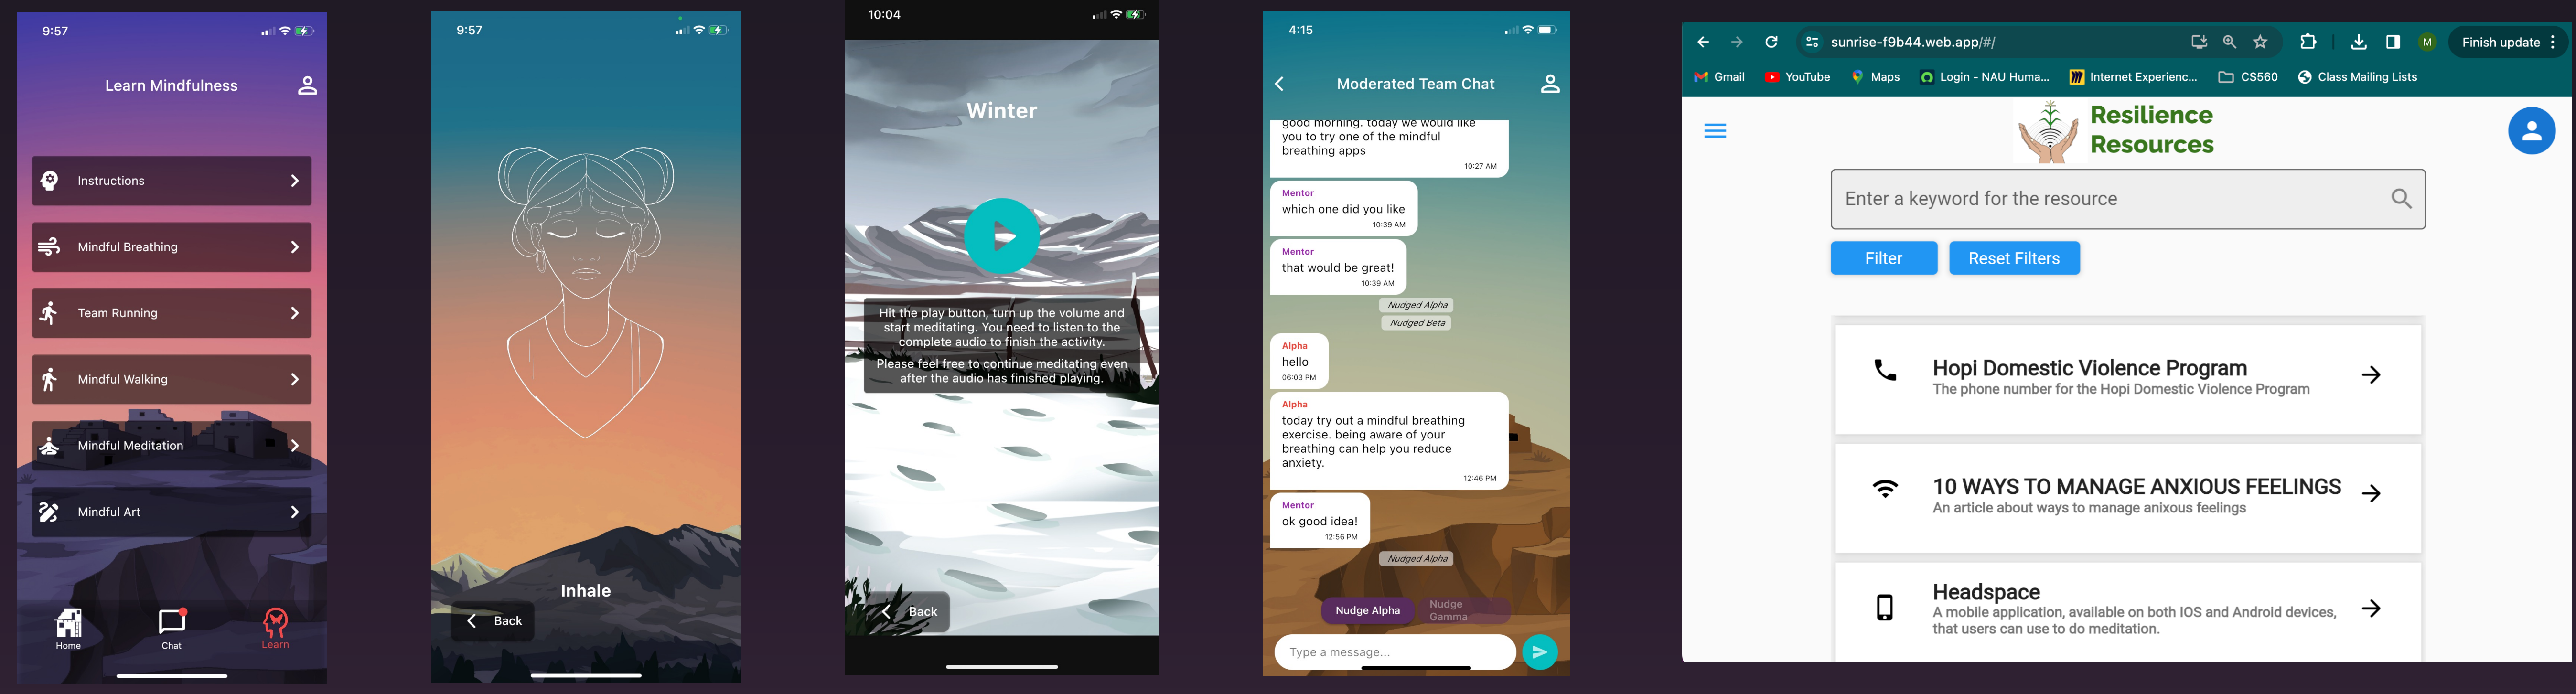 9:57
Learn Mindfulness
Instructions
Mindful Breathing
Team Running
Mindful Walking
Mindful Meditation
Mindful Art
Home
Chat
Learn
9:57
Inhale
Back
10:04
Winter
Hit the play button, turn up the volume and
start meditating. You need to listen to the
complete audio to finish the activity.
Please feel free to continue meditating even
after the audio has finished playing.
Back
4:15
Moderated Team Chat
good morning. today we would like
you to try one of the mindful
breathing apps
10:27 AM
Mentor
which one did you like
10:39 AM
Mentor
that would be great!
10:39 AM
Nudged Alpha
Nudged Beta
Alpha
hello
06:03 PM
Alpha
today try out a mindful breathing
exercise. being aware of your
breathing can help you reduce
anxiety.
12:46 PM
Mentor
ok good idea!
12:56 PM
Nudged Alpha
Nudge Alpha
Nudge
Gamma
Type a message...
sunrise-f9b44.web.app/#/
M
Finish update
Gmail
YouTube
Maps
Login - NAU Huma...
Internet Experienc...
CS560
Class Mailing Lists
Resilience
Resources
Enter a keyword for the resource
Filter
Reset Filters
Hopi Domestic Violence Program
The phone number for the Hopi Domestic Violence Program
10 WAYS TO MANAGE ANXIOUS FEELINGS
An article about ways to manage anixous feelings
Headspace
A mobile application, available on both IOS and Android devices,
that users can use to do meditation.